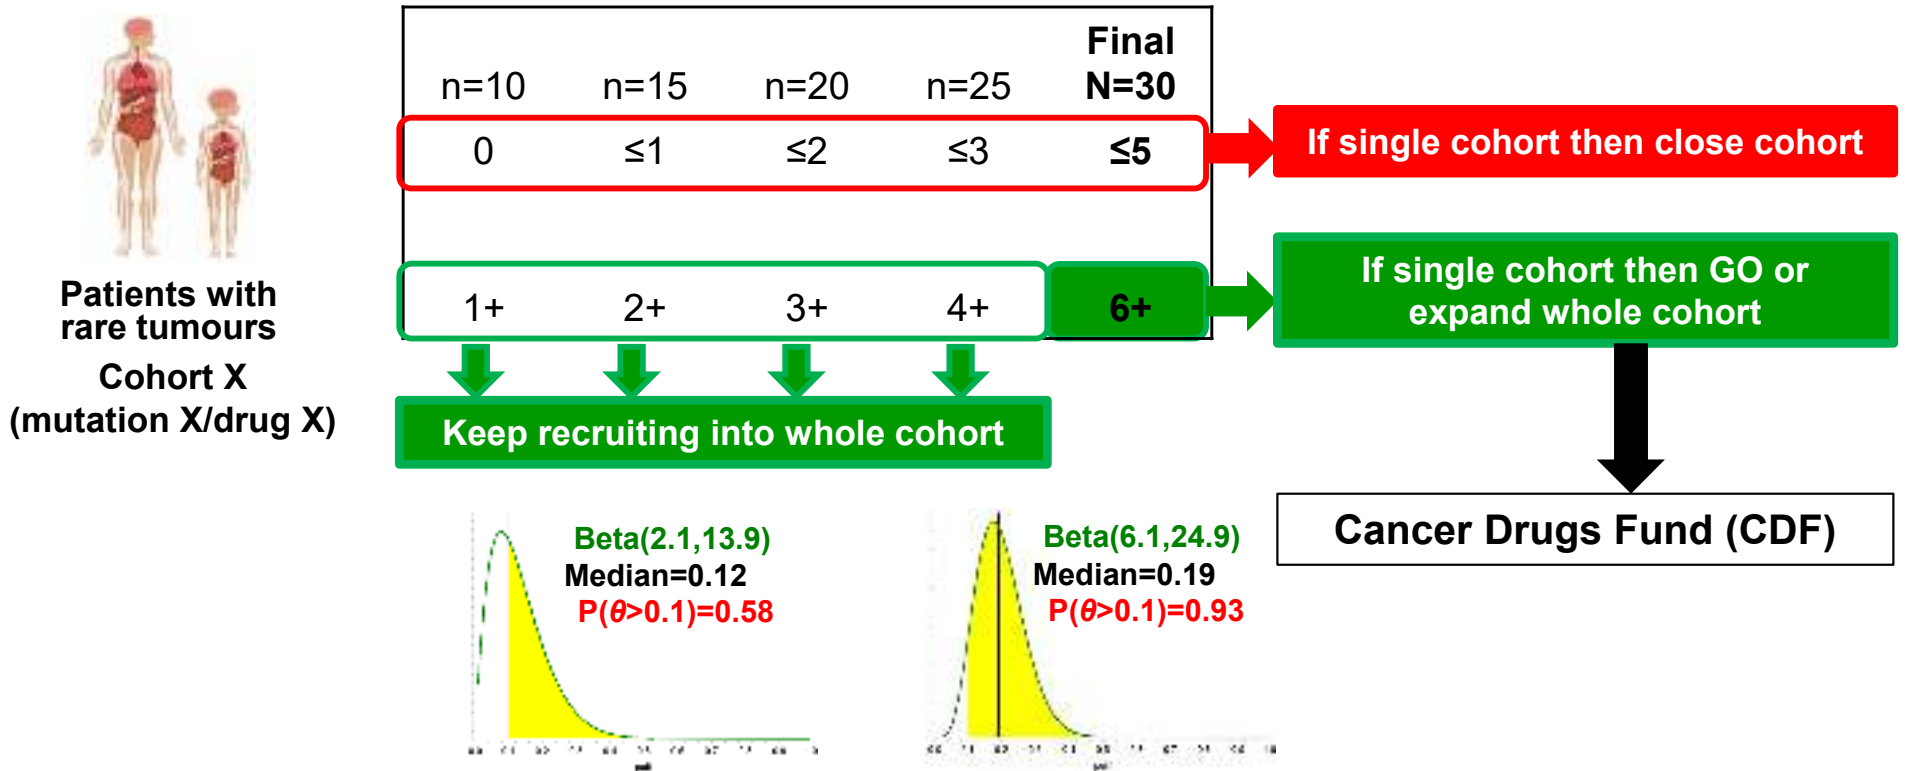 Final
n=10 n=15 n=20 n=25 N=30
0 ≤1 ≤2 ≤3 ≤5
If single cohort then close cohort
1+ 2+ 3+ 4+ 6+
If single cohort then GO or
expand whole cohort
Patients with
rare tumours
Cohort X
(mutation X/drug X)
Keep recruiting into whole cohort
Cancer Drugs Fund (CDF)
Beta(2.1,13.9)
Median=0.12
P(θ>0.1)=0.58
Beta(6.1,24.9)
Median=0.19
P(θ>0.1)=0.93